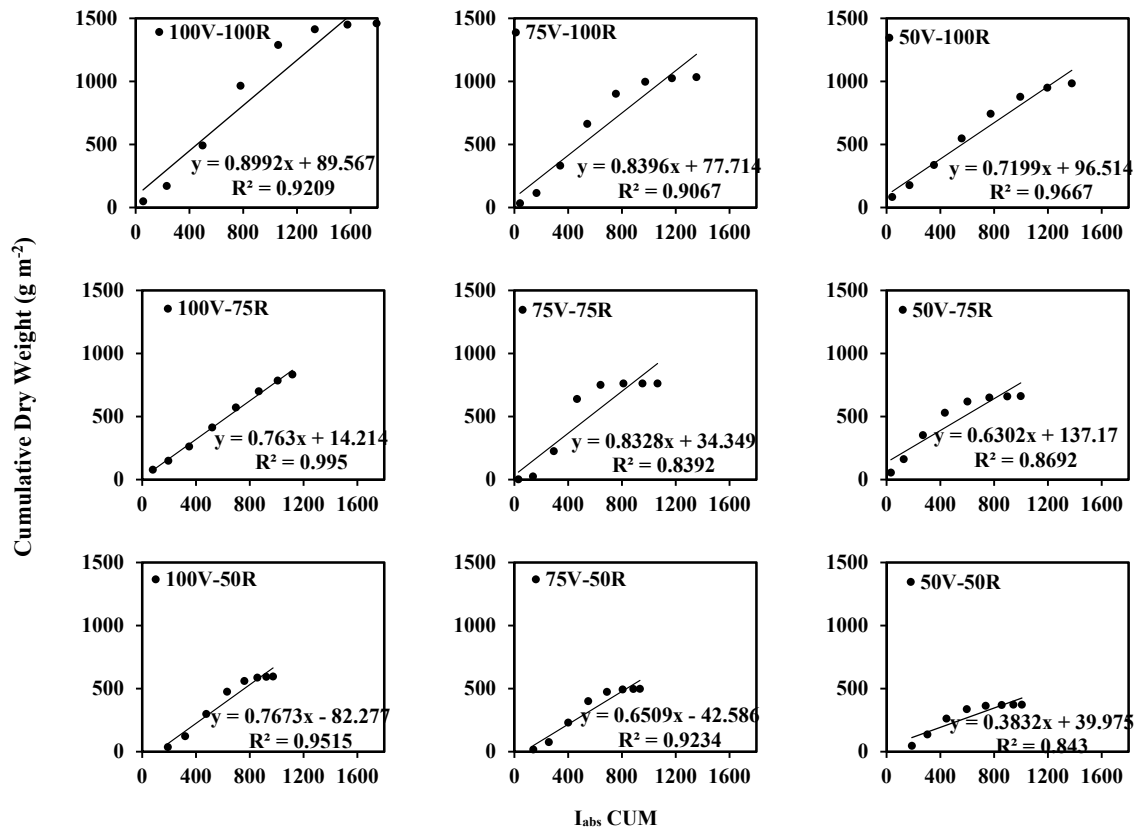 Cumulative Dry Weight (g m-2)
1500
1000
500
0
100V-100R
y = 0.8992x + 89.567
R² = 0.9209
0 400 800 1200 1600
1500
1000
500
0
75V-100R
y = 0.8396x + 77.714
R² = 0.9067
0 400 800 1200 1600
1500
1000
500
0
50V-100R
y = 0.7199x + 96.514
R² = 0.9667
0 400 800 1200 1600
1500
1000
500
0
100V-75R
y = 0.763x + 14.214
R² = 0.995
0 400 800 1200 1600
1500
1000
500
0
75V-75R
y = 0.8328x + 34.349
R² = 0.8392
0 400 800 1200 1600
1500
1000
500
0
50V-75R
y = 0.6302x + 137.17
R² = 0.8692
0 400 800 1200 1600
1500
1000
500
0
100V-50R
y = 0.7673x - 82.277
R² = 0.9515
0 400 800 1200 1600
1500
1000
500
0
75V-50R
y = 0.6509x - 42.586
R² = 0.9234
0 400 800 1200 1600
1500
1000
500
0
50V-50R
y = 0.3832x + 39.975
R² = 0.843
0 400 800 1200 1600
Iabs CUM